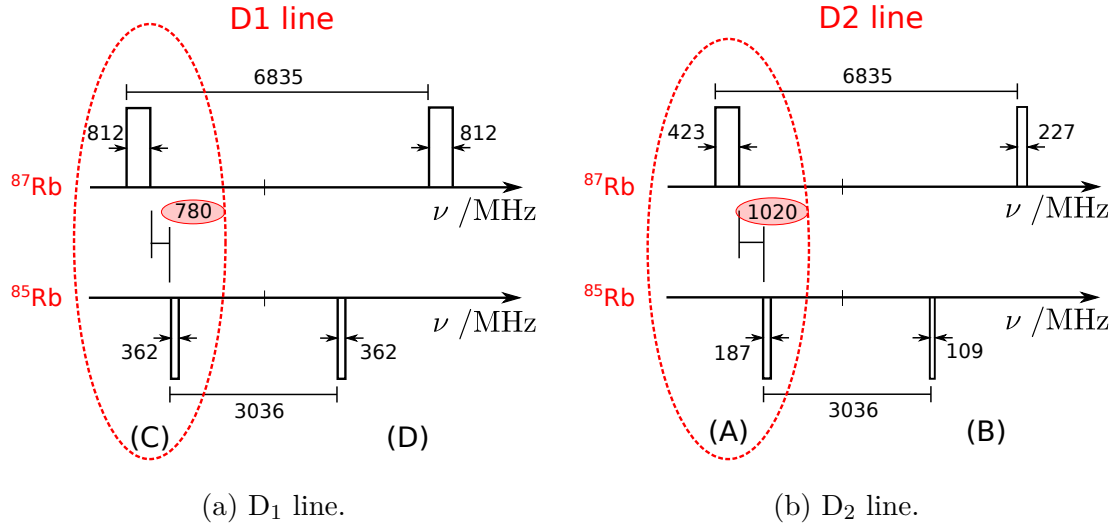 D1 line
6835
812
812
⁸⁷Rb
ν /MHz
780
⁸⁵Rb
ν /MHz
362
362
3036
(C)
(D)
(a) D₁ line.
D2 line
6835
423
227
⁸⁷Rb
ν /MHz
1020
⁸⁵Rb
ν /MHz
187
109
3036
(A)
(B)
(b) D₂ line.